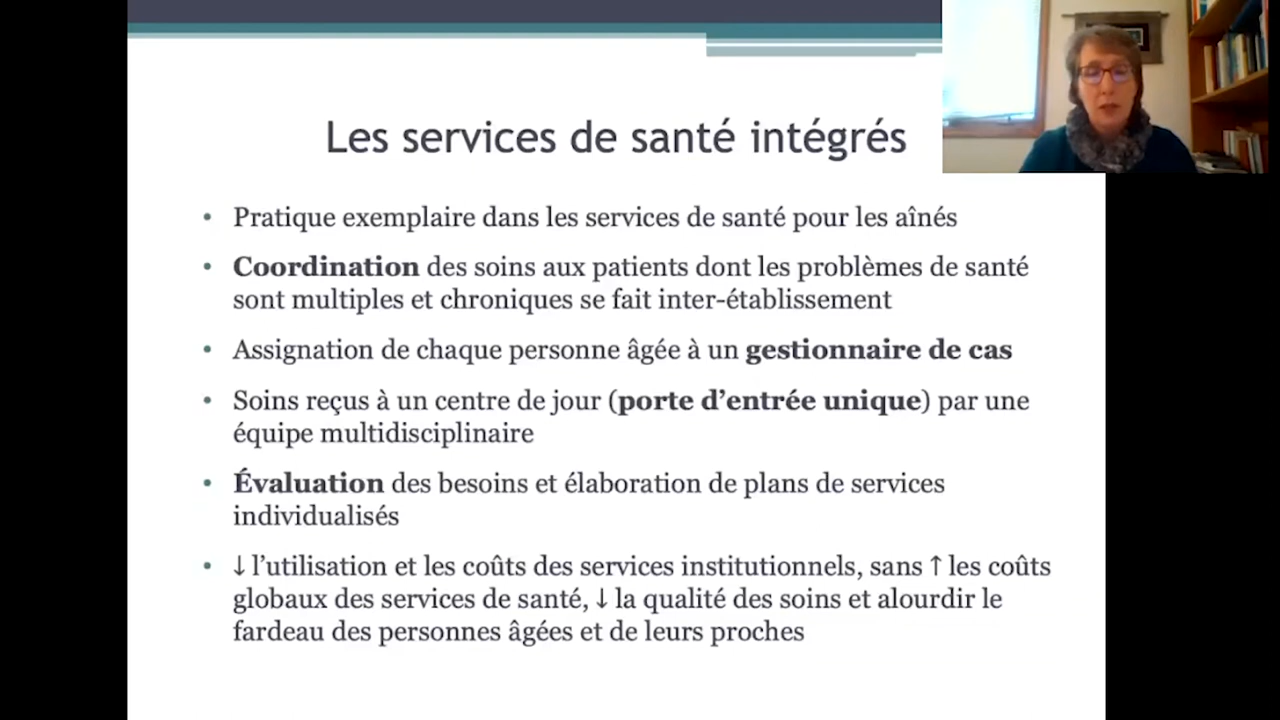 Les services de santé intégrés
• Pratique exemplaire dans les services de santé pour les aînés
• Coordination des soins aux patients dont les problèmes de santé
sont multiples et chroniques se fait inter-établissement
• Assignation de chaque personne âgée à un gestionnaire de cas
• Soins reçus à un centre de jour (porte d’entrée unique) par une
équipe multidisciplinaire
• Évaluation des besoins et élaboration de plans de services
individualisés
• ↓ l’utilisation et les coûts des services institutionnels, sans ↑ les coûts
globaux des services de santé, ↓ la qualité des soins et alourdir le
fardeau des personnes âgées et de leurs proches